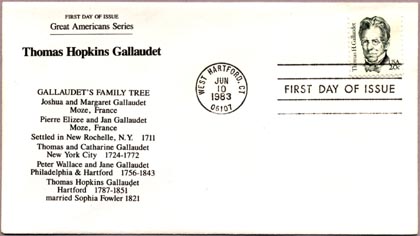 FIRST DAY OF ISSUE
Great Americans Series
Thomas Hopkins Gallaudet
GALLAUDET'S FAMILY TREE
Joshua and Margaret Gallaudet
Moze, France
Pierre Elizee and Jan Gallaudet
Moze, France
Settled in New Rochelle, N.Y. 1711
Thomas and Catharine Gallaudet
New York City 1724-1772
Peter Wallace and Jane Gallaudet
Philadelphia & Hartford 1756-1843
Thomas Hopkins Gallaudet
Hartford 1787-1851
married Sophia Fowler 1821
WEST HARTFORD, CT
JUN
10
1983
06107
Thomas H. Gallaudet
USA
20c
FIRST DAY OF ISSUE